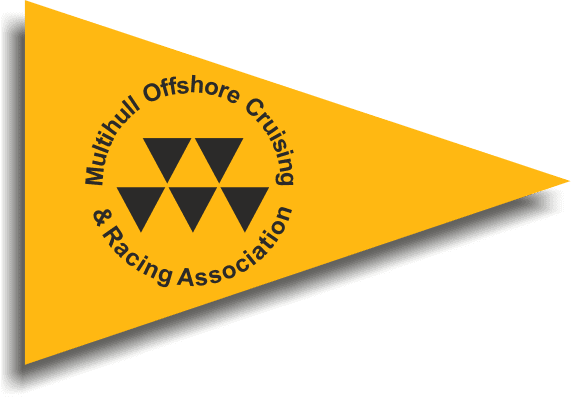 Multihull Offshore Cruising
& Racing Association